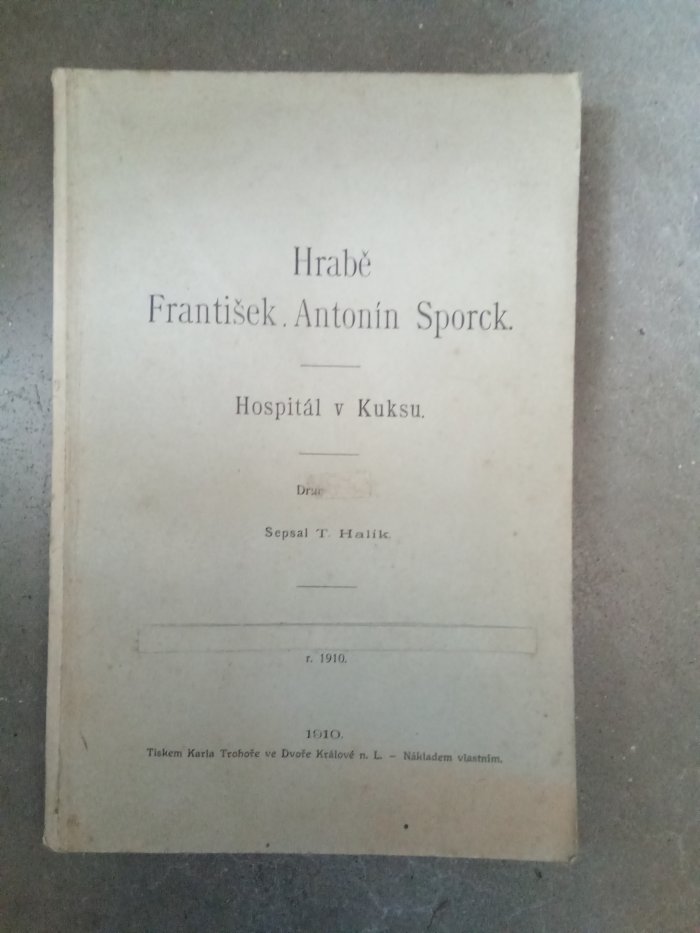 Hrabě
František. Antonín Sporck.
Hospitál v Kuksu.
Sepsal T. Halík.
r. 1910.
1910.
Tiskem Karla Trohoře ve Dvoře Králové n. L. – Nákladem vlastním.